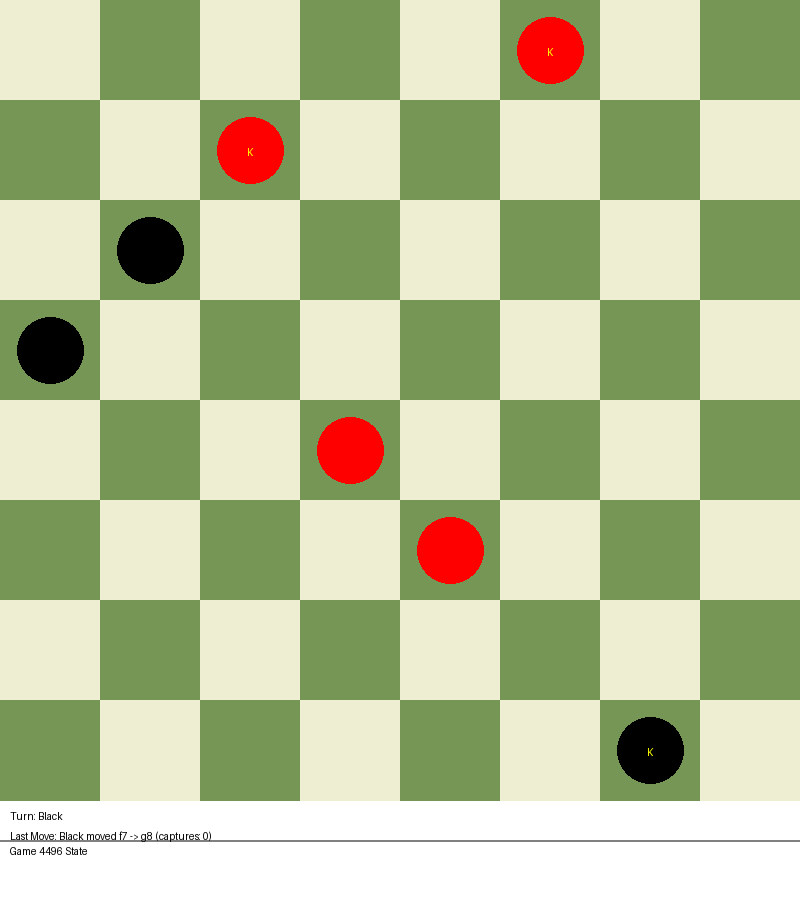 K
K
K
Turn: Black
Last Move: Black moved f7 -> g8 (captures: 0)
Game 4496 State